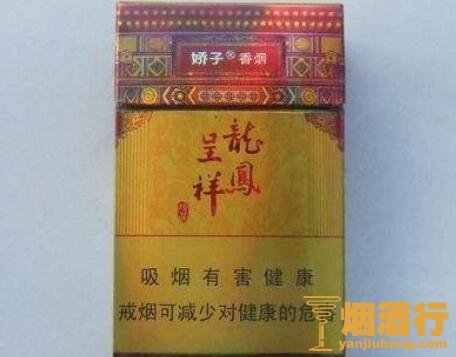 娇子®香烟
龍鳳
呈祥
吸烟有害健康
戒烟可减少对健康的危
烟酒行
yanjiuhang.com